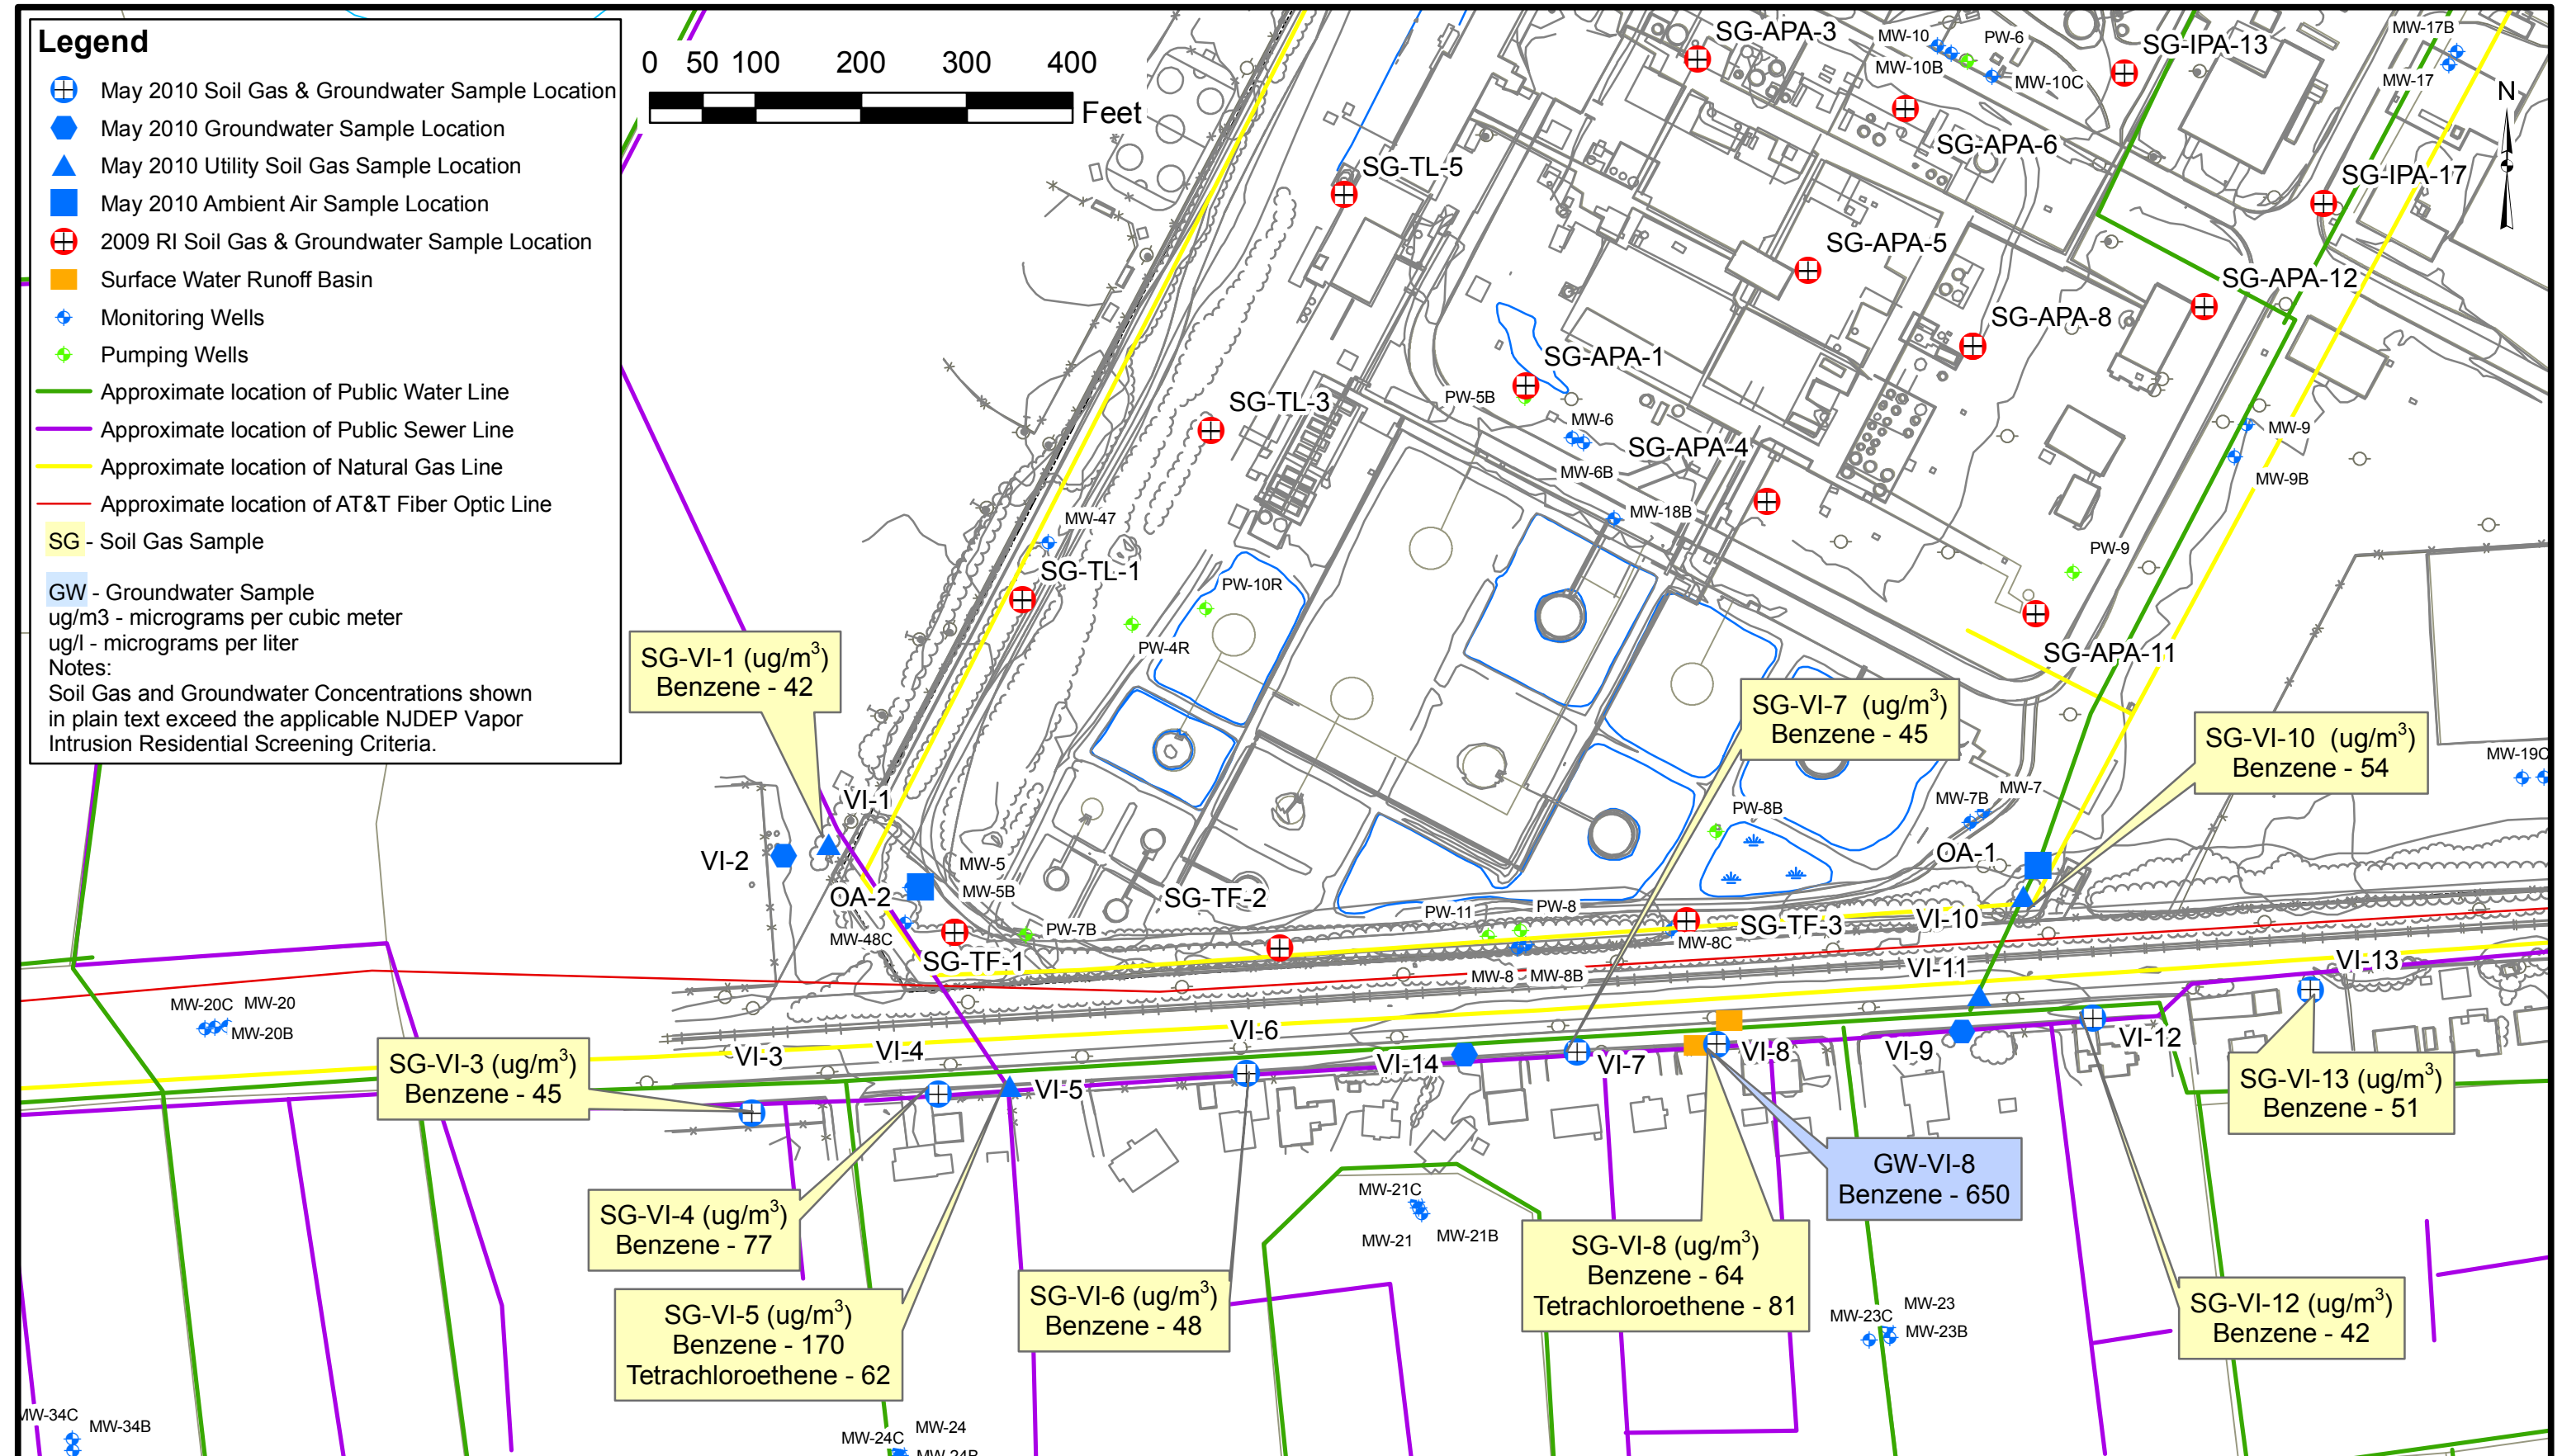 Legend
May 2010 Soil Gas & Groundwater Sample Location
May 2010 Groundwater Sample Location
May 2010 Utility Soil Gas Sample Location
May 2010 Ambient Air Sample Location
2009 RI Soil Gas & Groundwater Sample Location
Surface Water Runoff Basin
Monitoring Wells
Pumping Wells
Approximate location of Public Water Line
Approximate location of Public Sewer Line
Approximate location of Natural Gas Line
Approximate location of AT&T Fiber Optic Line
SG - Soil Gas Sample
GW - Groundwater Sample
ug/m3 - micrograms per cubic meter
ug/l - micrograms per liter
Notes:
Soil Gas and Groundwater Concentrations shown
in plain text exceed the applicable NJDEP Vapor
Intrusion Residential Screening Criteria.
0 50 100 200 300 400
Feet
N
SG-APA-3
MW-10
PW-6
MW-10B
MW-10C
SG-IPA-13
MW-17B
MW-17
SG-TL-5
SG-APA-6
SG-IPA-17
SG-APA-5
SG-APA-12
SG-APA-8
SG-APA-1
PW-5B
SG-TL-3
MW-6
MW-9
SG-APA-4
MW-6B
MW-9B
MW-47
MW-18B
PW-9
SG-TL-1
PW-10R
PW-4R
SG-APA-11
SG-VI-1 (ug/m³)
Benzene - 42
SG-VI-7 (ug/m³)
Benzene - 45
SG-VI-10 (ug/m³)
Benzene - 54
MW-19C
VI-1
MW-7B
MW-7
PW-8B
VI-2
MW-5
OA-1
MW-5B
OA-2
SG-TF-2
PW-11
PW-8
MW-48C
PW-7B
SG-TF-3
VI-10
SG-TF-1
MW-8C
MW-8
MW-8B
VI-11
VI-13
MW-20C
MW-20
MW-20B
VI-6
VI-3
VI-4
VI-14
VI-7
VI-8
VI-9
VI-12
VI-5
SG-VI-3 (ug/m³)
Benzene - 45
SG-VI-13 (ug/m³)
Benzene - 51
GW-VI-8
Benzene - 650
SG-VI-4 (ug/m³)
Benzene - 77
MW-21C
MW-21
MW-21B
SG-VI-8 (ug/m³)
Benzene - 64
Tetrachloroethene - 81
SG-VI-5 (ug/m³)
Benzene - 170
Tetrachloroethene - 62
SG-VI-6 (ug/m³)
Benzene - 48
MW-23C
MW-23
MW-23B
SG-VI-12 (ug/m³)
Benzene - 42
MW-34C
MW-34B
MW-24
MW-24C
MW-24B